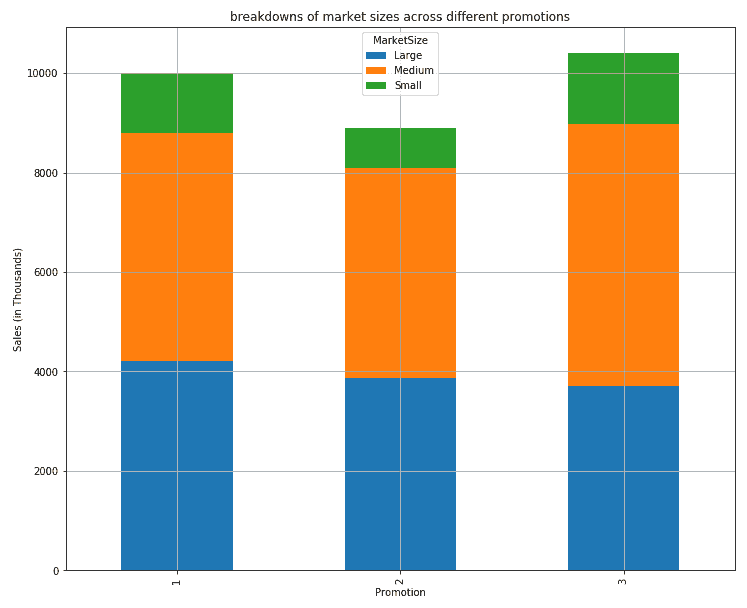 breakdowns of market sizes across different promotions
MarketSize
Large
Medium
Small
10000
8000
6000
4000
2000
0
Sales (in Thousands)
1
2
3
Promotion